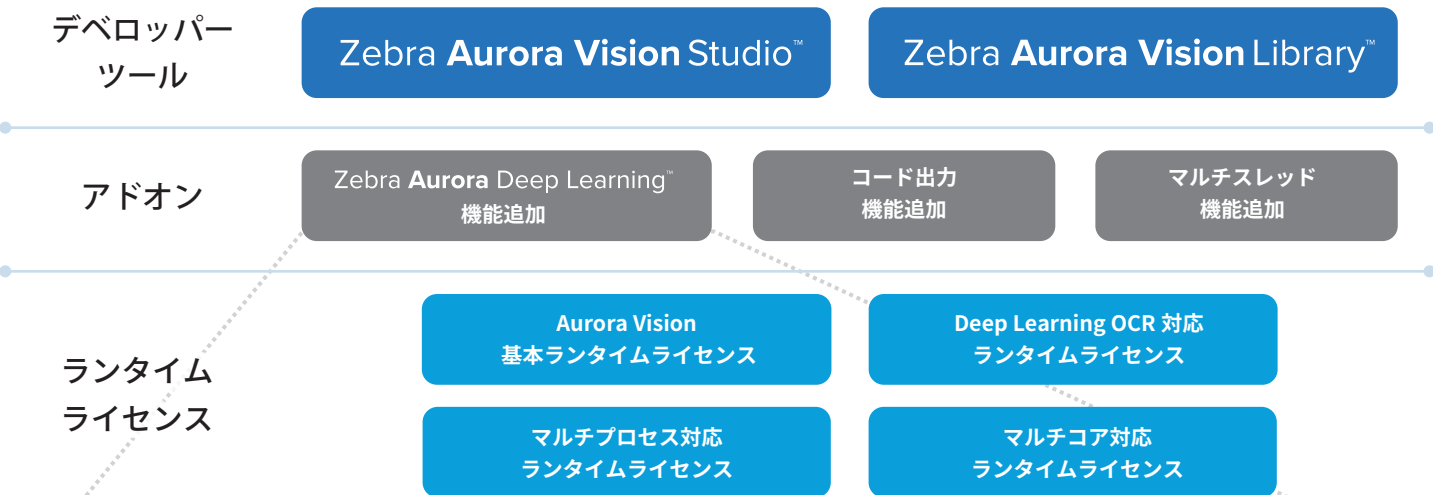 デベロッパー
ツール
Zebra Aurora Vision Studio™
Zebra Aurora Vision Library™
アドオン
Zebra Aurora Deep Learning™
機能追加
コード出力
機能追加
マルチスレッド
機能追加
ランタイム
ライセンス
Aurora Vision
基本ランタイムライセンス
Deep Learning OCR 対応
ランタイムライセンス
マルチプロセス対応
ランタイムライセンス
マルチコア対応
ランタイムライセンス